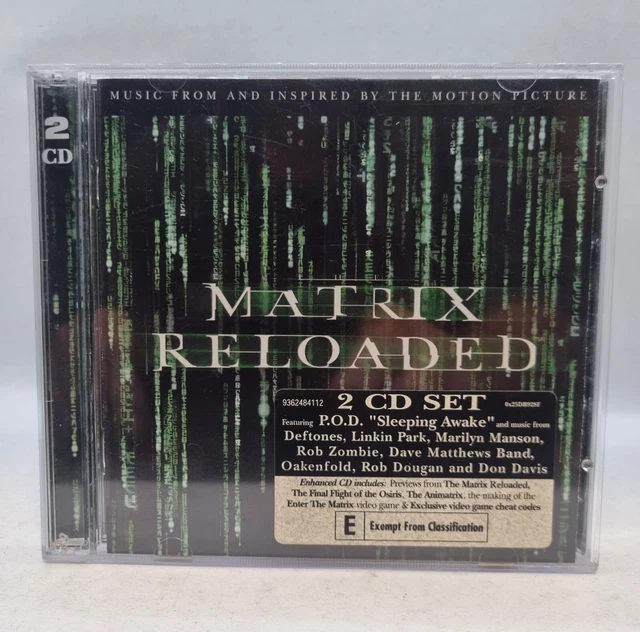 MUSIC FROM AND INSPIRED BY THE MOTION PICTURE
2
CD
THE
MATRIX
RELOADED
9362484112
2 CD SET
0x25DB92SF
Featuring P.O.D. "Sleeping Awake" and music from
Deftones, Linkin Park, Marilyn Manson,
Rob Zombie, Dave Matthews Band,
Oakenfold, Rob Dougan and Don Davis
Enhanced CD includes: Previews from The Matrix Reloaded,
The Final Flight of the Osiris, The Animatrix, the making of the
Enter The Matrix video game & Exclusive video game cheat codes
E Exempt From Classification